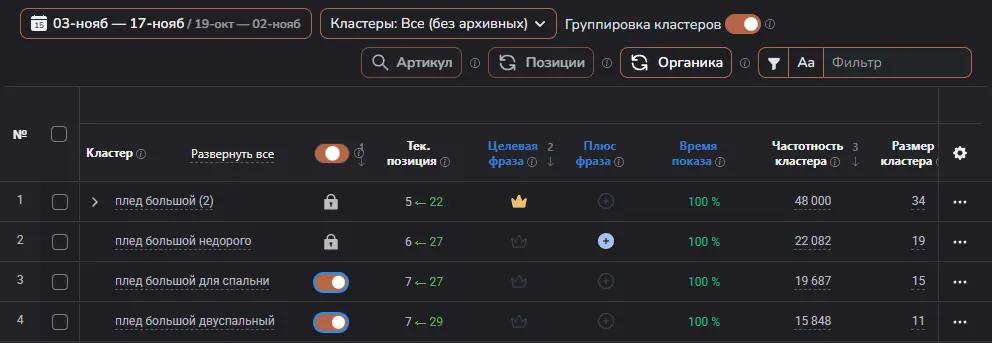 15 03-нояб — 17-нояб / 19-окт — 02-нояб Кластеры: Все (без архивных) Группировка кластеров
Артикул Позиции Органика Aa Фильтр
№ Кластер Развернуть все 1 Тек. позиция Целевая фраза 2 Плюс фраза Время показа Частотность кластера 3 Размер кластера
1 плед большой (2) 5 ← 22 100 % 48 000 34
2 плед большой недорого 6 ← 27 100 % 22 082 19
3 плед большой для спальни 7 ← 27 100 % 19 687 15
4 плед большой двуспальный 7 ← 29 100 % 15 848 11